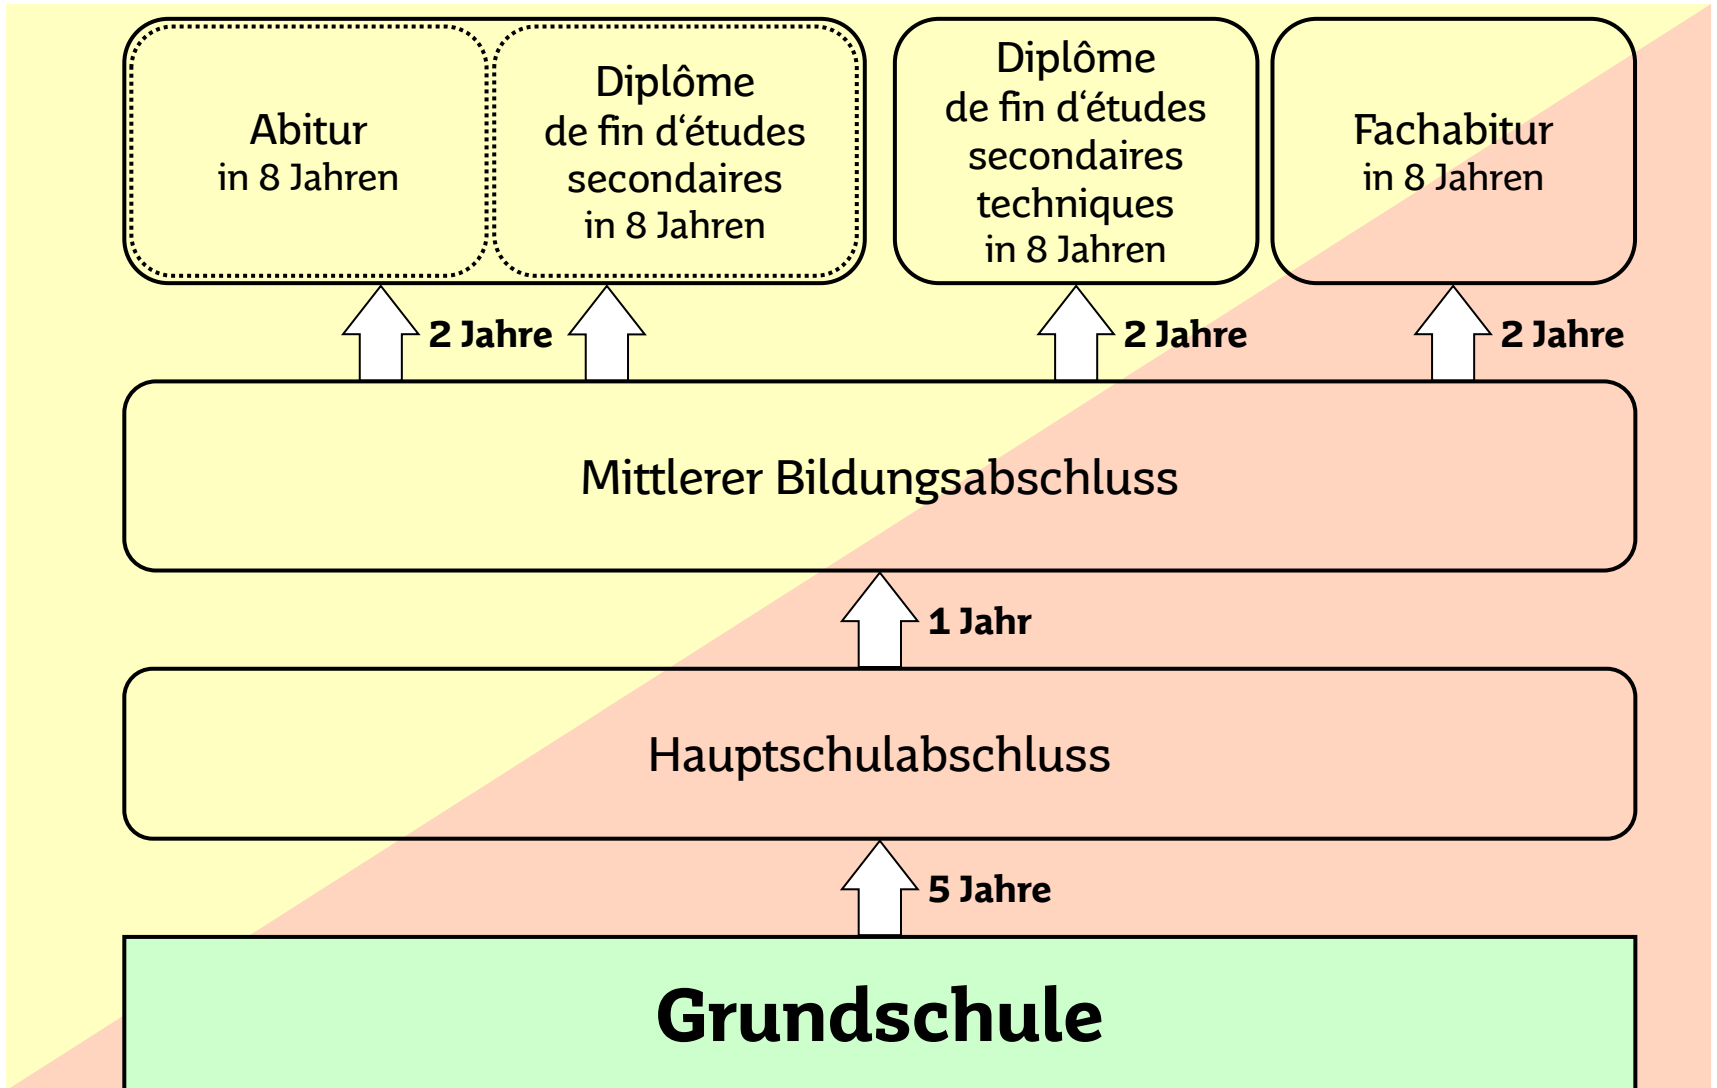 Abitur
in 8 Jahren
Diplôme
de fin d‘études
secondaires
in 8 Jahren
Diplôme
de fin d‘études
secondaires
techniques
in 8 Jahren
Fachabitur
in 8 Jahren
2 Jahre
2 Jahre
2 Jahre
Mittlerer Bildungsabschluss
1 Jahr
Hauptschulabschluss
5 Jahre
Grundschule